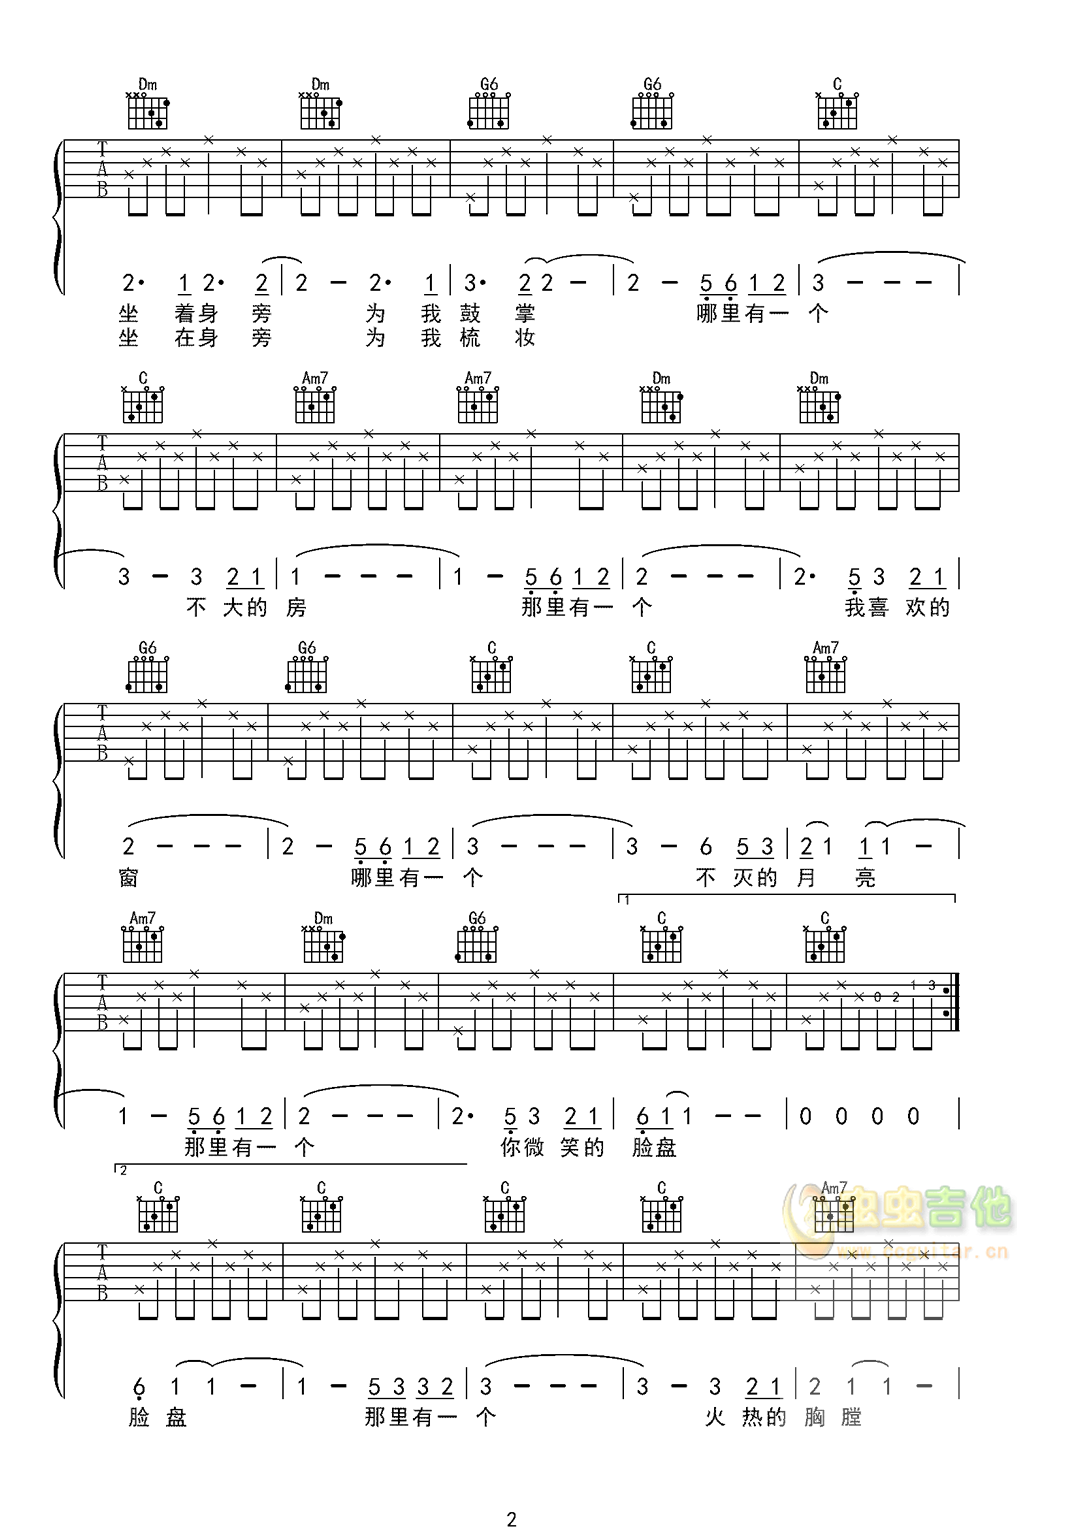 Dm Dm G6 G6 C
T
A
B
2· 1 2· 2 2 – 2· 1 3· 2 2 – 2 – 5 6 1 2 3 – – –
坐 着 身 旁 为 我 鼓 掌 哪 里 有 一 个
坐 在 身 旁 为 我 梳 妆
C Am7 Am7 Dm Dm
T
A
B
3 – 3 2 1 1 – – – 1 – 5 6 1 2 2 – – – 2· 5 3 2 1
不 大 的 房 那 里 有 一 个 我 喜 欢 的
G6 G6 C C Am7
T
A
B
2 – – – 2 – 5 6 1 2 3 – – – 3 – 6 5 3 2 1 1 1 –
窗 哪 里 有 一 个 不 灭 的 月 亮
1
Am7 Dm G6 C C
T
A
B
0 2 1 3
1 – 5 6 1 2 2 – – – 2· 5 3 2 1 6 1 1 – – 0 0 0 0
那 里 有 一 个 你 微 笑 的 脸 盘
2
C C C C Am7
虫虫吉他
www.ccguitar.cn
T
A
B
6 1 1 – 1 – 5 3 3 2 3 – – – 3 – 3 2 1 2 1 1 –
脸 盘 那 里 有 一 个 火 热 的 胸 膛
2